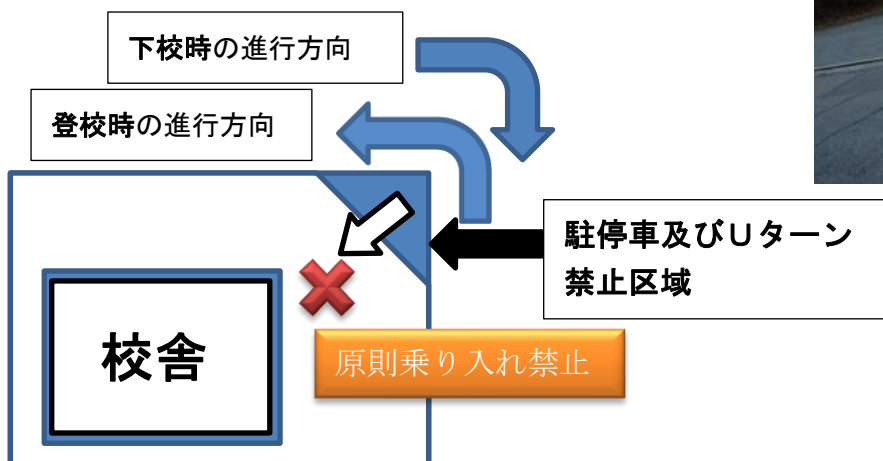 下校時の進行方向
登校時の進行方向
駐停車及びUターン
禁止区域
校舎
原則乗り入れ禁止